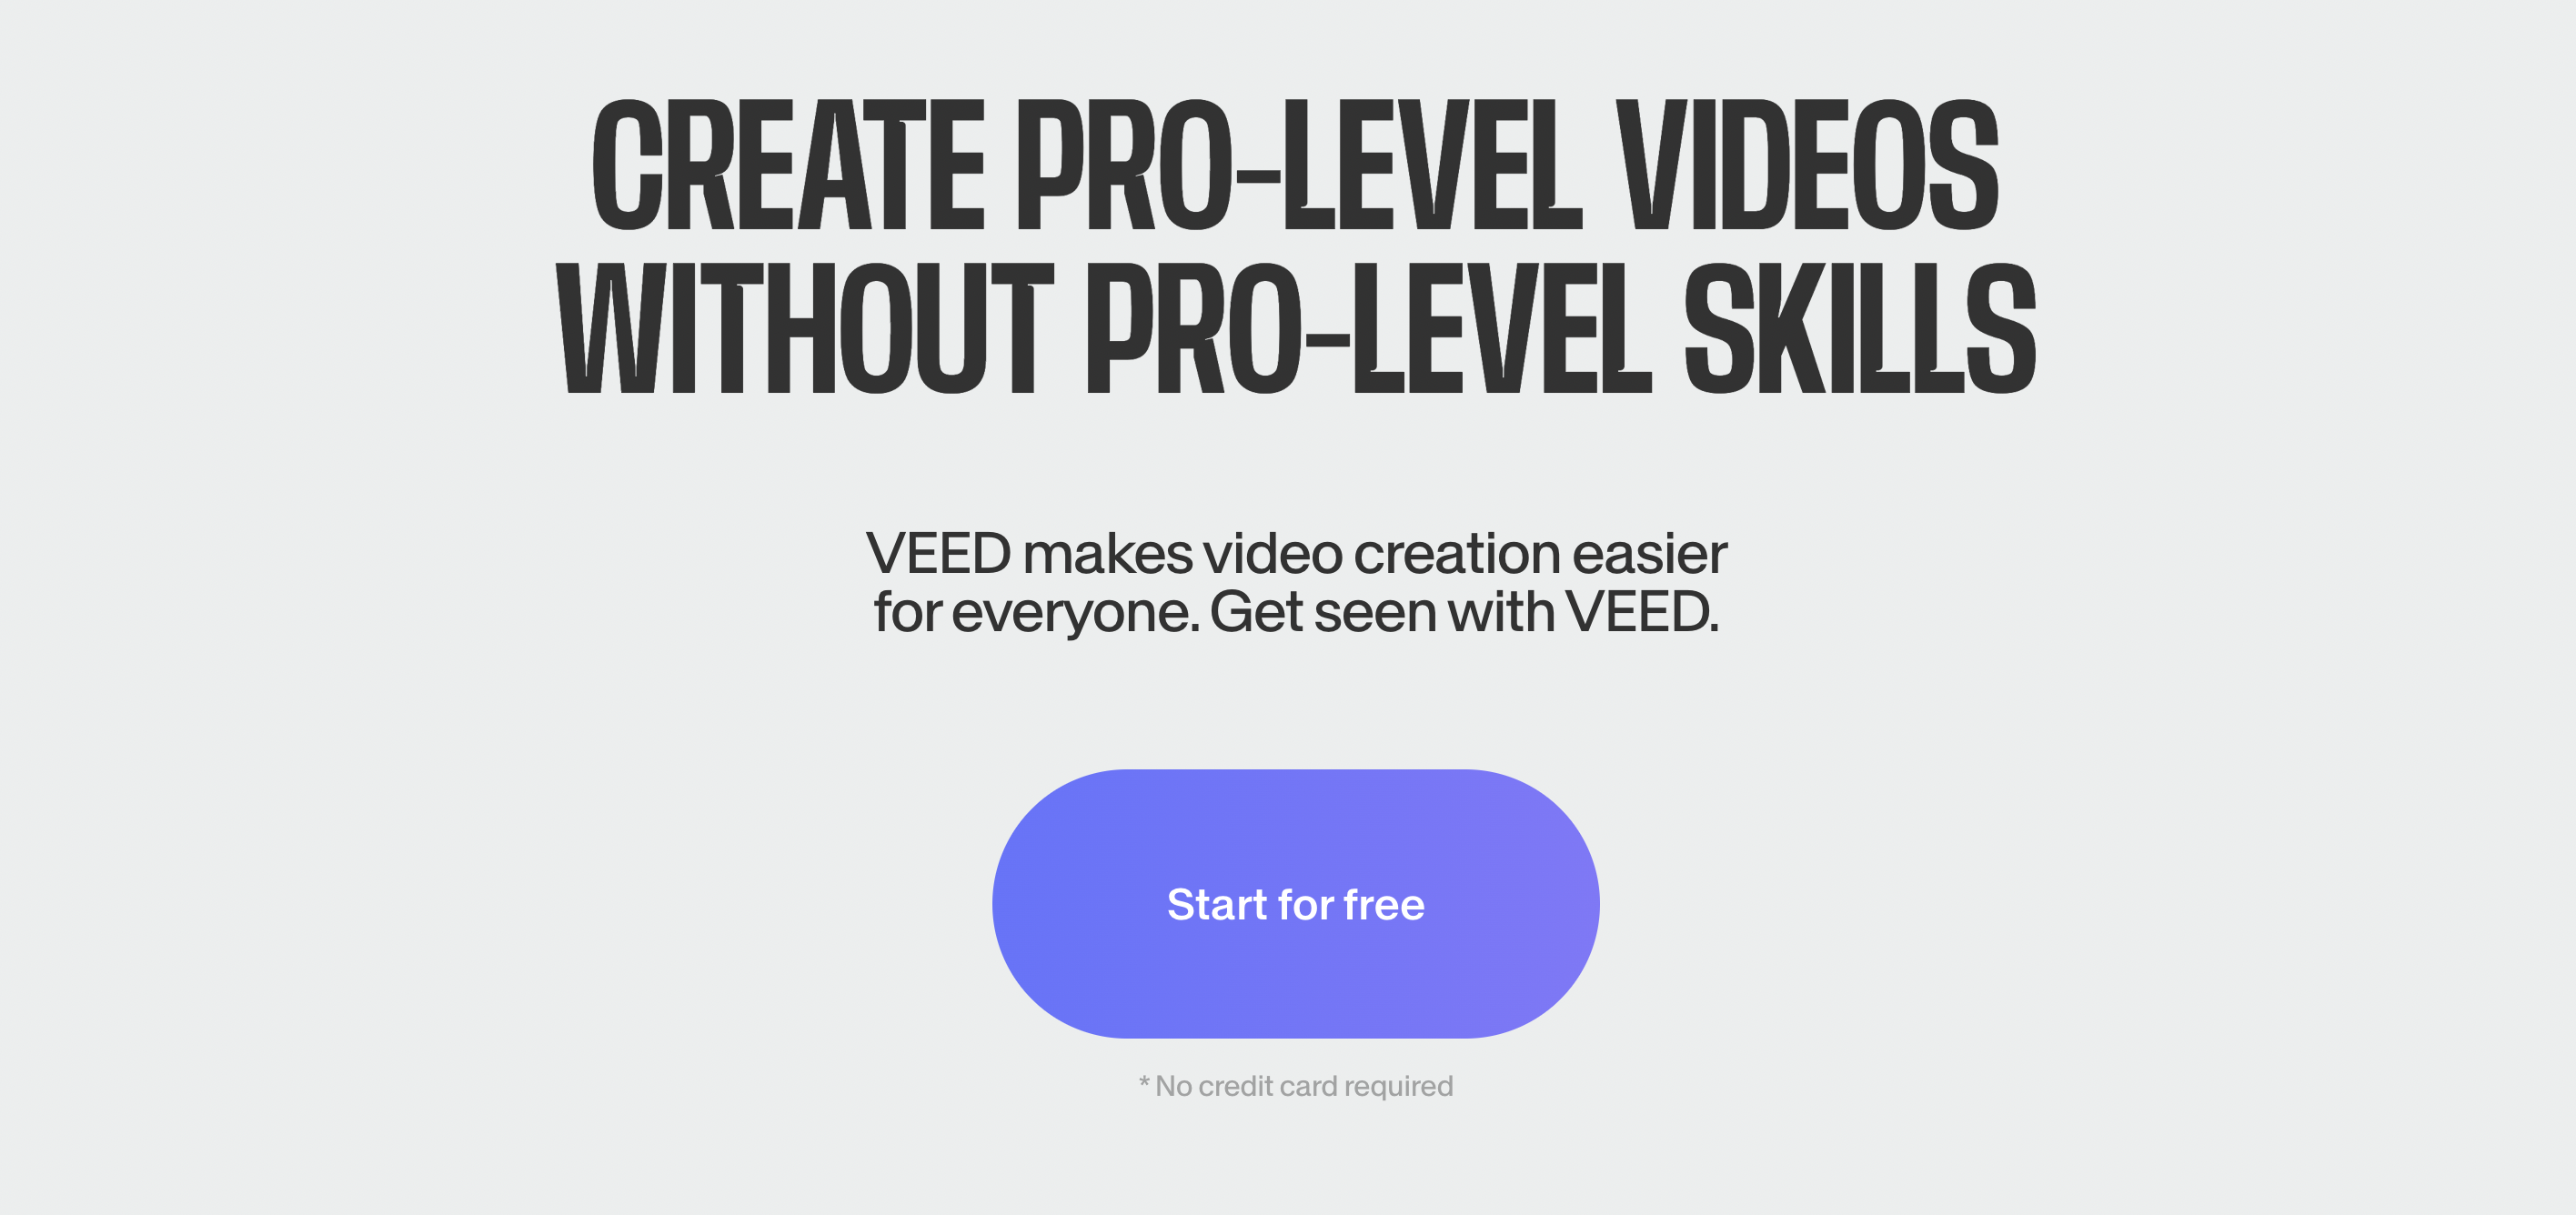 CREATE PRO-LEVEL VIDEOS
WITHOUT PRO-LEVEL SKILLS
VEED makes video creation easier
for everyone. Get seen with VEED.
Start for free
* No credit card required